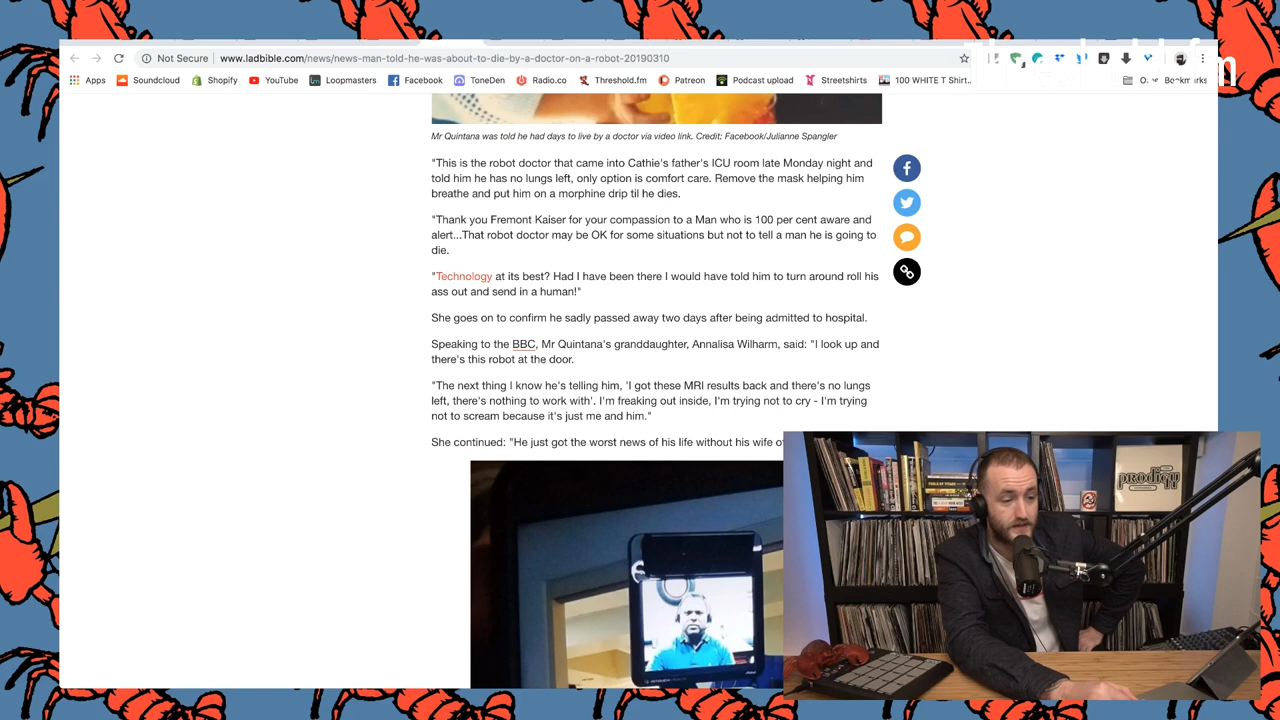 Not Secure
www.ladbible.com/news/news-man-told-he-was-about-to-die-by-a-doctor-on-a-robot-20190310
Apps
Soundcloud
Shopify
YouTube
Loopmasters
Facebook
ToneDen
Radio.co
Threshold.fm
Patreon
Podcast upload
Streetshirts
100 WHITE T Shirt...
Mr Quintana was told he had days to live by a doctor via video link. Credit: Facebook/Julianne Spangler
"This is the robot doctor that came into Cathie's father's ICU room late Monday night and
told him he has no lungs left, only option is comfort care. Remove the mask helping him
breathe and put him on a morphine drip til he dies.
"Thank you Fremont Kaiser for your compassion to a Man who is 100 per cent aware and
alert...That robot doctor may be OK for some situations but not to tell a man he is going to
die.
"Technology at its best? Had I have been there I would have told him to turn around roll his
ass out and send in a human!"
She goes on to confirm he sadly passed away two days after being admitted to hospital.
Speaking to the BBC, Mr Quintana's granddaughter, Annalisa Wilharm, said: "I look up and
there's this robot at the door.
"The next thing I know he's telling him, 'I got these MRI results back and there's no lungs
left, there's nothing to work with'. I'm freaking out inside, I'm trying not to cry - I'm trying
not to scream because it's just me and him."
She continued: "He just got the worst news of his life without his wife
prodigy